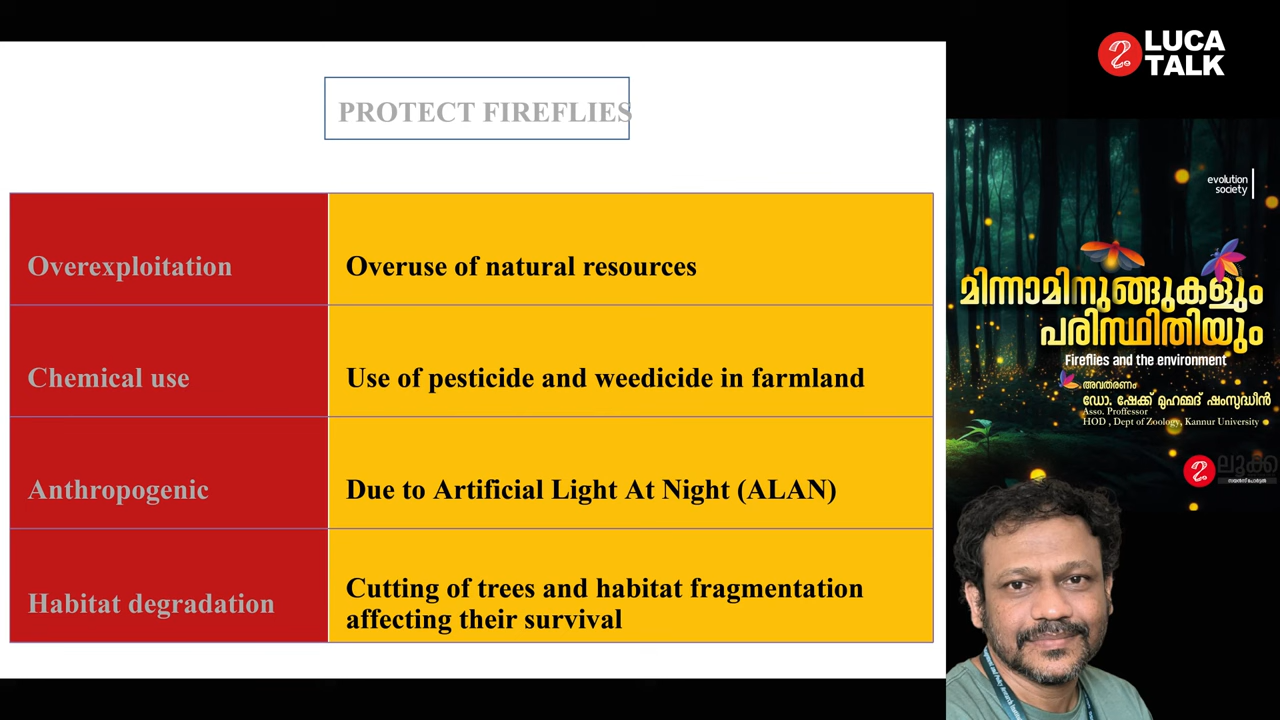 PROTECT FIREFLIES
Overexploitation
Overuse of natural resources
Chemical use
Use of pesticide and weedicide in farmland
Anthropogenic
Due to Artificial Light At Night (ALAN)
Habitat degradation
Cutting of trees and habitat fragmentation
affecting their survival
LUCA
TALK
evolution
society
മിന്നാമിനുങ്ങുകളും
പരിസ്ഥിതിയും
Fireflies and the environment
അവതരണം
ഡോ. ഷേക്ക് മുഹമ്മദ് ഷംസുദ്ധീൻ
Asso. Proffessor
HOD , Dept of Zoology, Kannur University
ലൂക്ക